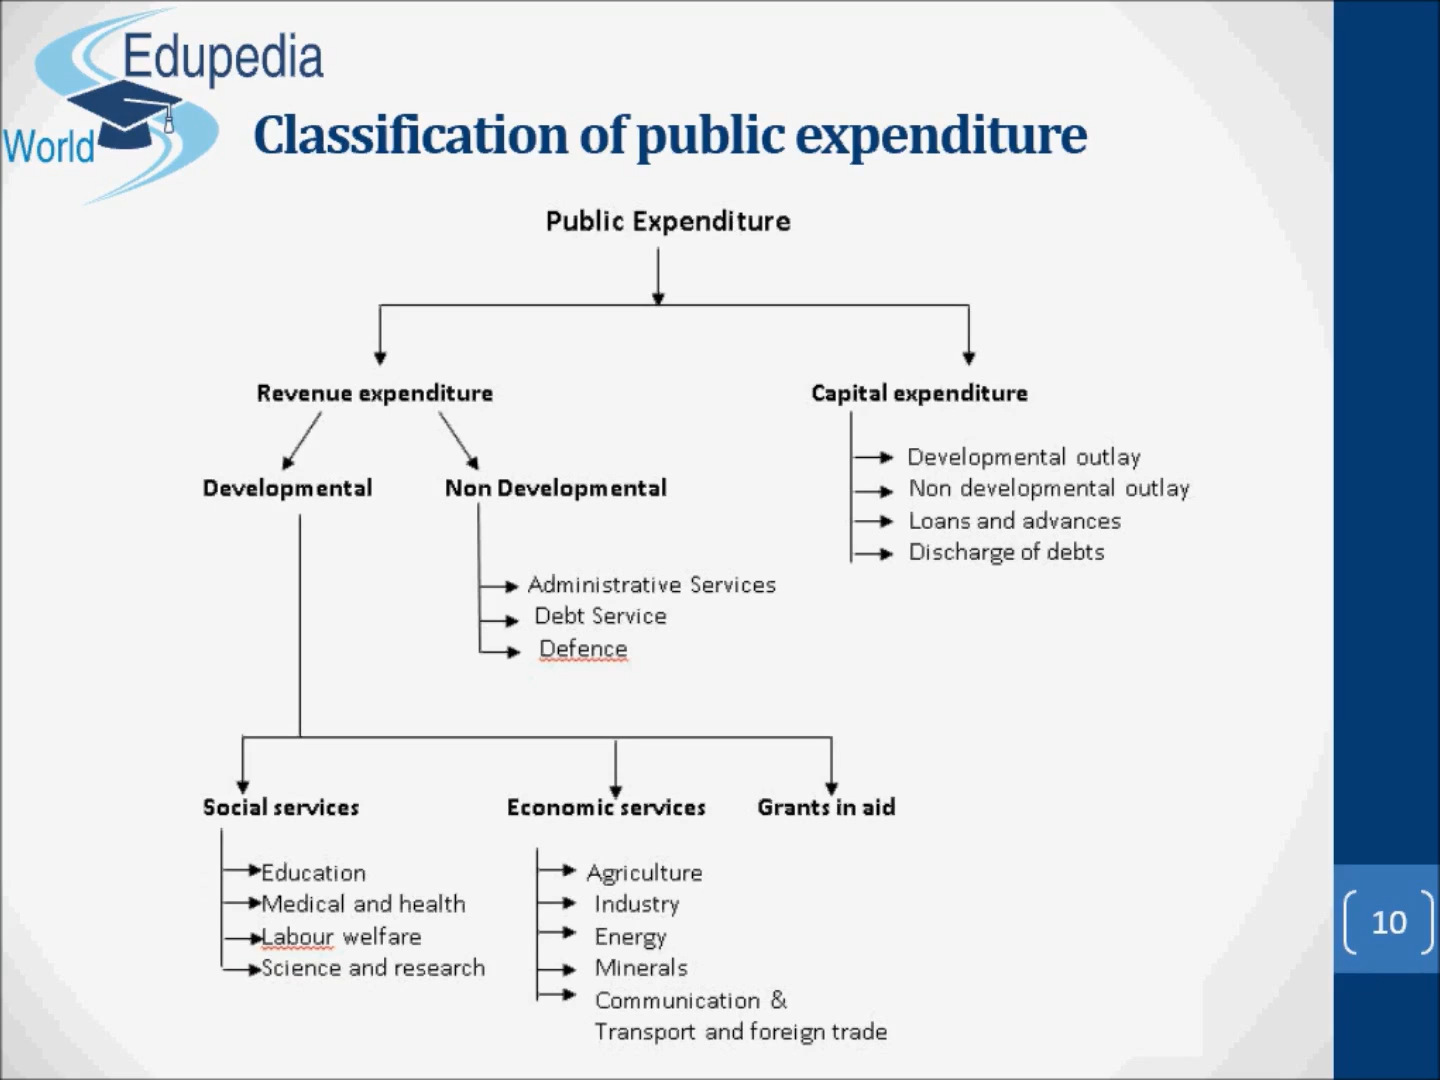 Edupedia
World
Classification of public expenditure
Public Expenditure
Revenue expenditure
Capital expenditure
Developmental outlay
Non developmental outlay
Loans and advances
Discharge of debts
Developmental
Non Developmental
Administrative Services
Debt Service
Defence
Social services
Economic services
Grants in aid
Education
Medical and health
Labour welfare
Science and research
Agriculture
Industry
Energy
Minerals
Communication &
Transport and foreign trade
10